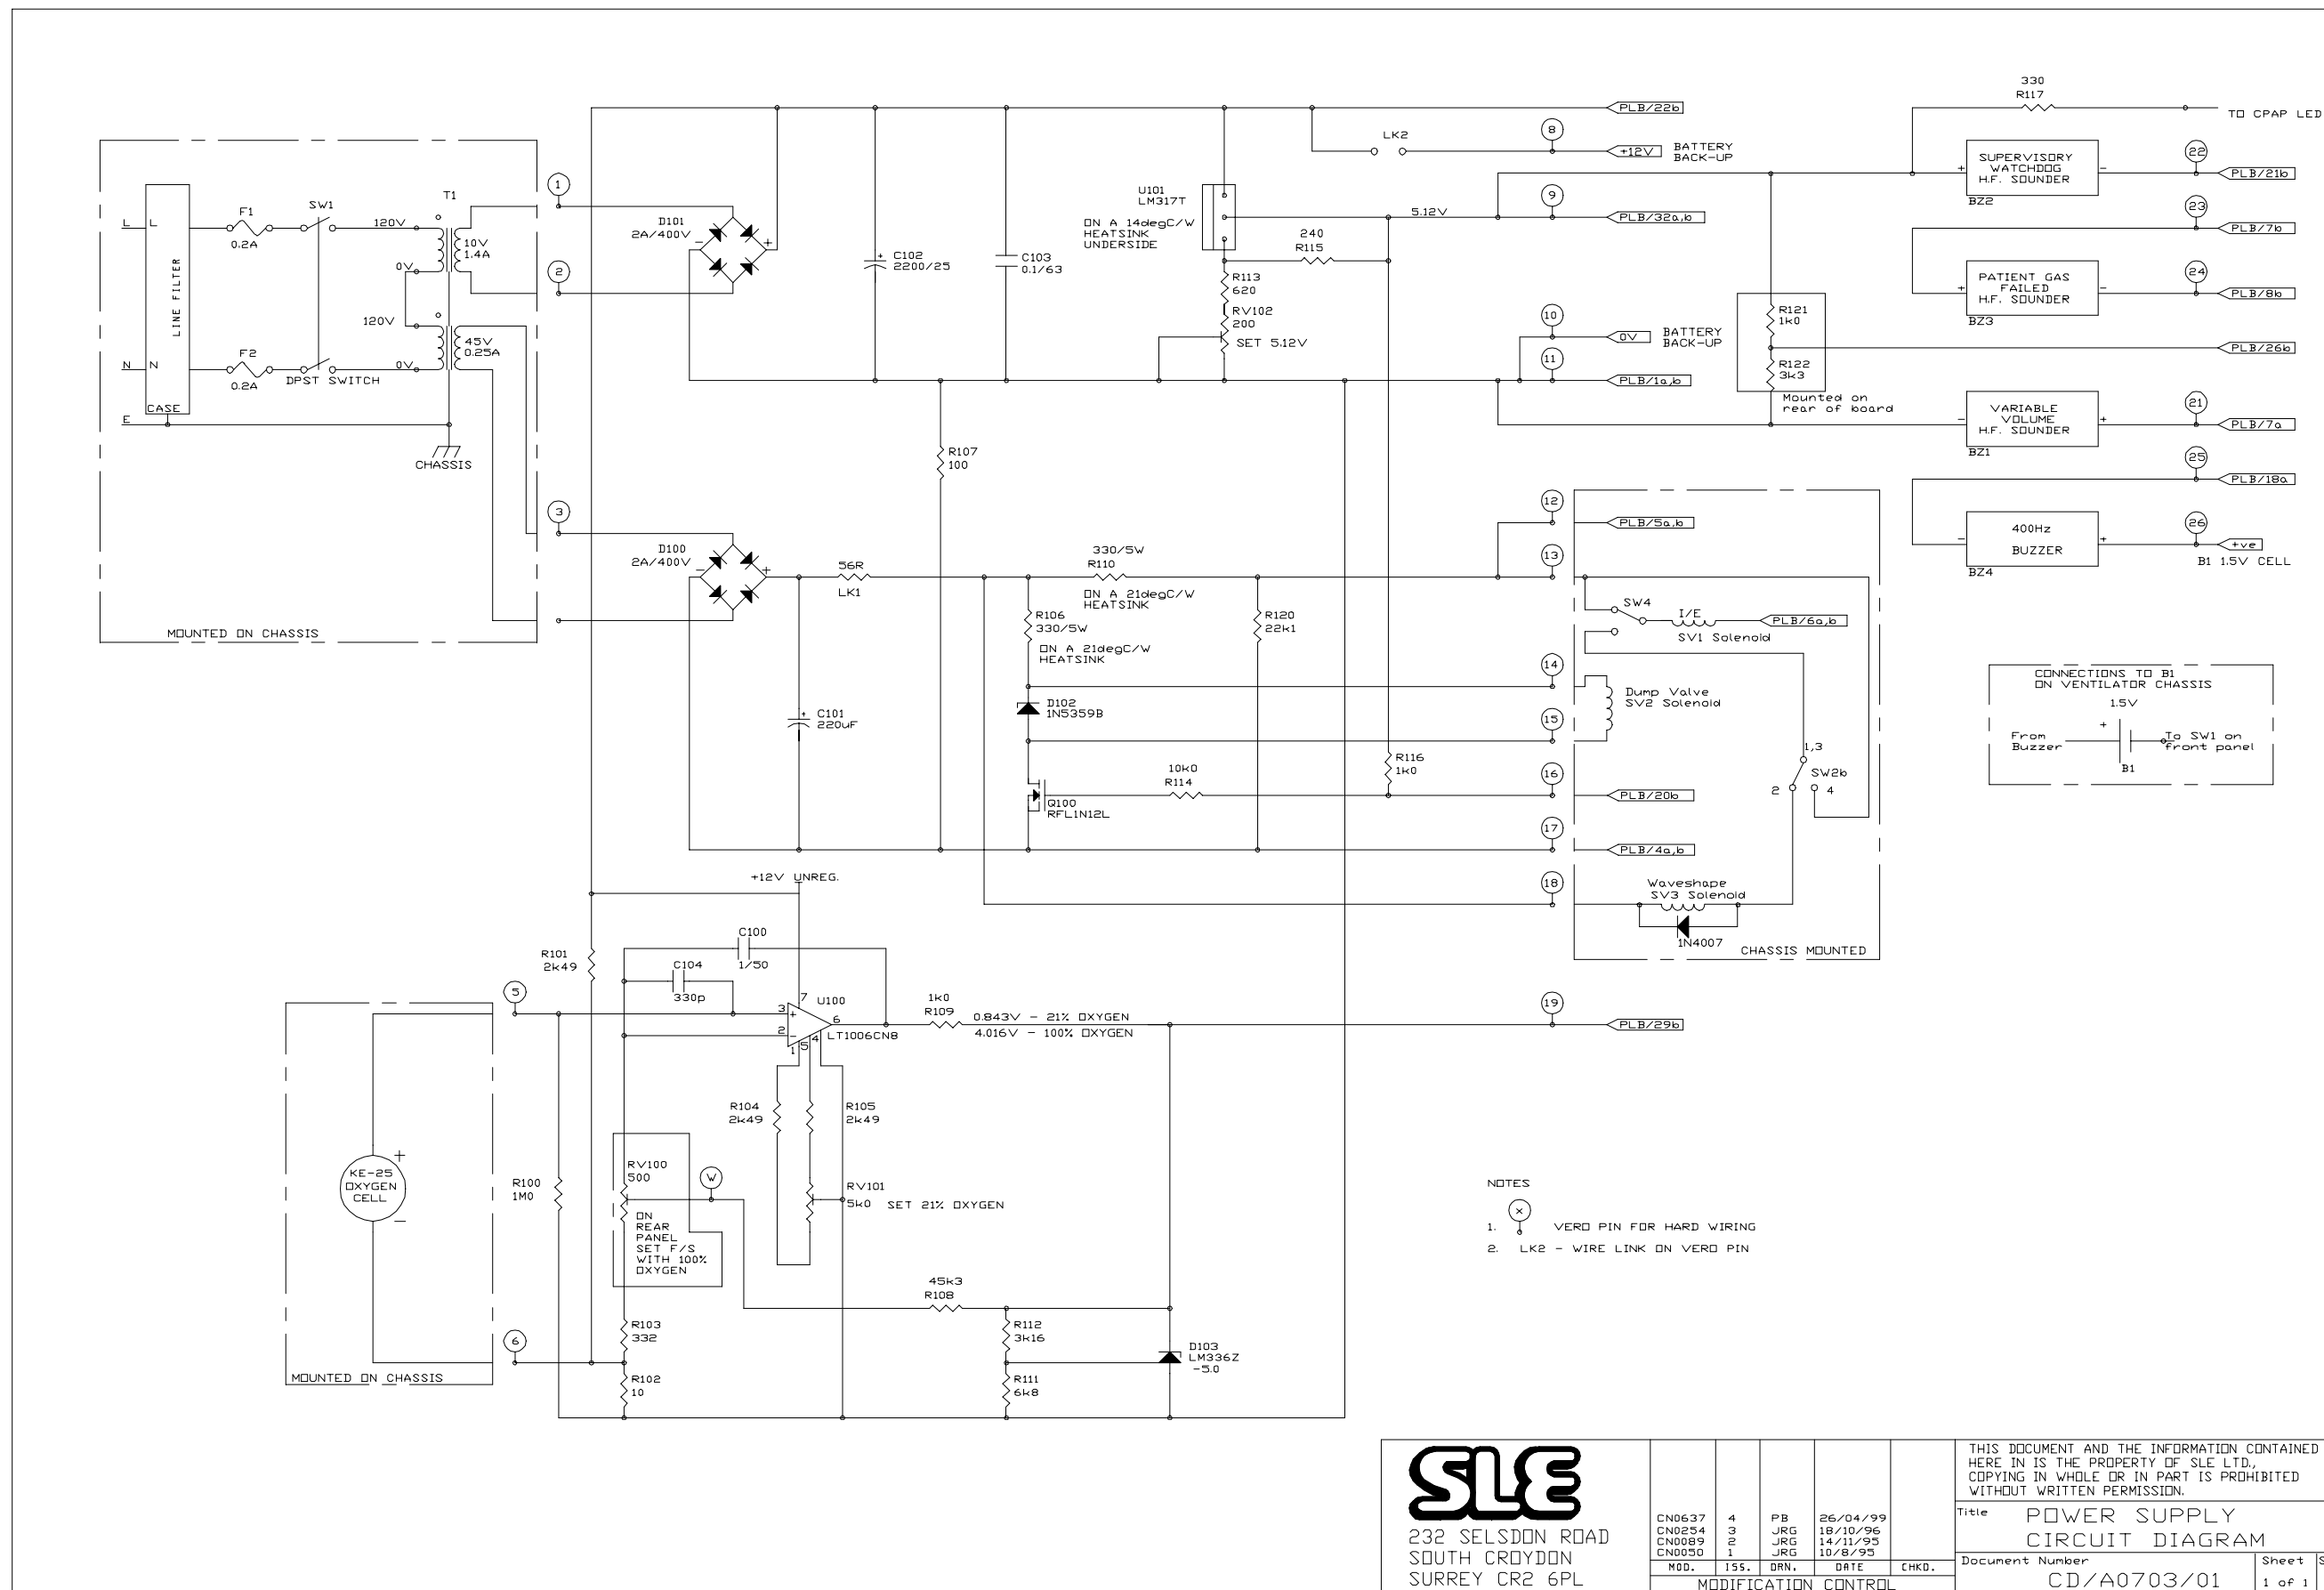 330
R117
TO CPAP LED
LK2
8
+12V
BATTERY
BACK-UP
PLB/22b
SUPERVISORY
WATCHDOG
H.F. SOUNDER
+
-
BZ2
22
PLB/21b
T1
1
U101
LM317T
ON A 14degC/W
HEATSINK
UNDERSIDE
9
5.12V
PLB/32a,b
23
PLB/7b
L
L
F1
0.2A
SW1
120V
0V
10V
1.4A
D101
2A/400V
-
+
2
C102
2200/25
+
C103
0.1/63
240
R115
R113
620
RV102
200
SET 5.12V
PATIENT GAS
FAILED
H.F. SOUNDER
+
-
BZ3
24
PLB/8b
LINE FILTER
120V
0V
45V
0.25A
10
0V
BATTERY
BACK-UP
11
PLB/1a,b
R121
1k0
R122
3k3
Mounted on
rear of board
PLB/26b
N
N
F2
0.2A
DPST SWITCH
CASE
E
CHASSIS
VARIABLE
VOLUME
H.F. SOUNDER
-
+
BZ1
21
PLB/7a
R107
100
25
PLB/18a
3
12
PLB/5a,b
400Hz
BUZZER
-
+
BZ4
26
+ve
B1 1.5V CELL
D100
2A/400V
-
+
56R
LK1
330/5W
R110
ON A 21degC/W
HEATSINK
13
R106
330/5W
ON A 21degC/W
HEATSINK
R120
22k1
SW4
I/E
SV1 Solenoid
PLB/6a,b
MOUNTED ON CHASSIS
14
Dump Valve
SV2 Solenoid
D102
1N5359B
15
CONNECTIONS TO B1
ON VENTILATOR CHASSIS
1.5V
+
From
Buzzer
To SW1 on
front panel
B1
C101
220uF
+
R116
1k0
10k0
R114
16
PLB/20b
1,3
SW2b
2
4
Q100
RFL1N12L
17
PLB/4a,b
+12V UNREG.
18
Waveshape
SV3 Solenoid
1N4007
CHASSIS MOUNTED
R101
2k49
C100
1/50
C104
330p
5
7
U100
3
+
2
-
6
LT1006CN8
1
5
4
1k0
R109
0.843V - 21% OXYGEN
4.016V - 100% OXYGEN
19
PLB/29b
R104
2k49
R105
2k49
KE-25
OXYGEN
CELL
+
-
R100
1M0
RV100
500
W
ON
REAR
PANEL
SET F/S
WITH 100%
OXYGEN
RV101
5k0
SET 21% OXYGEN
NOTES
x
1. VERO PIN FOR HARD WIRING
2. LK2 - WIRE LINK ON VERO PIN
45k3
R108
R103
332
R112
3k16
6
D103
LM336Z
-5.0
R102
10
R111
6k8
MOUNTED ON CHASSIS
SLE
232 SELSDON ROAD
SOUTH CROYDON
SURREY CR2 6PL
CN0637 4 PB 26/04/99
CN0254 3 JRG 18/10/96
CN0089 2 JRG 14/11/95
CN0050 1 JRG 10/8/95
MOD. ISS. DRN. DATE CHKD.
MODIFICATION CONTROL
THIS DOCUMENT AND THE INFORMATION CONTAINED
HERE IN IS THE PROPERTY OF SLE LTD.,
COPYING IN WHOLE OR IN PART IS PROHIBITED
WITHOUT WRITTEN PERMISSION.
Title POWER SUPPLY
CIRCUIT DIAGRAM
Document Number
CD/A0703/01
Sheet
1 of 1